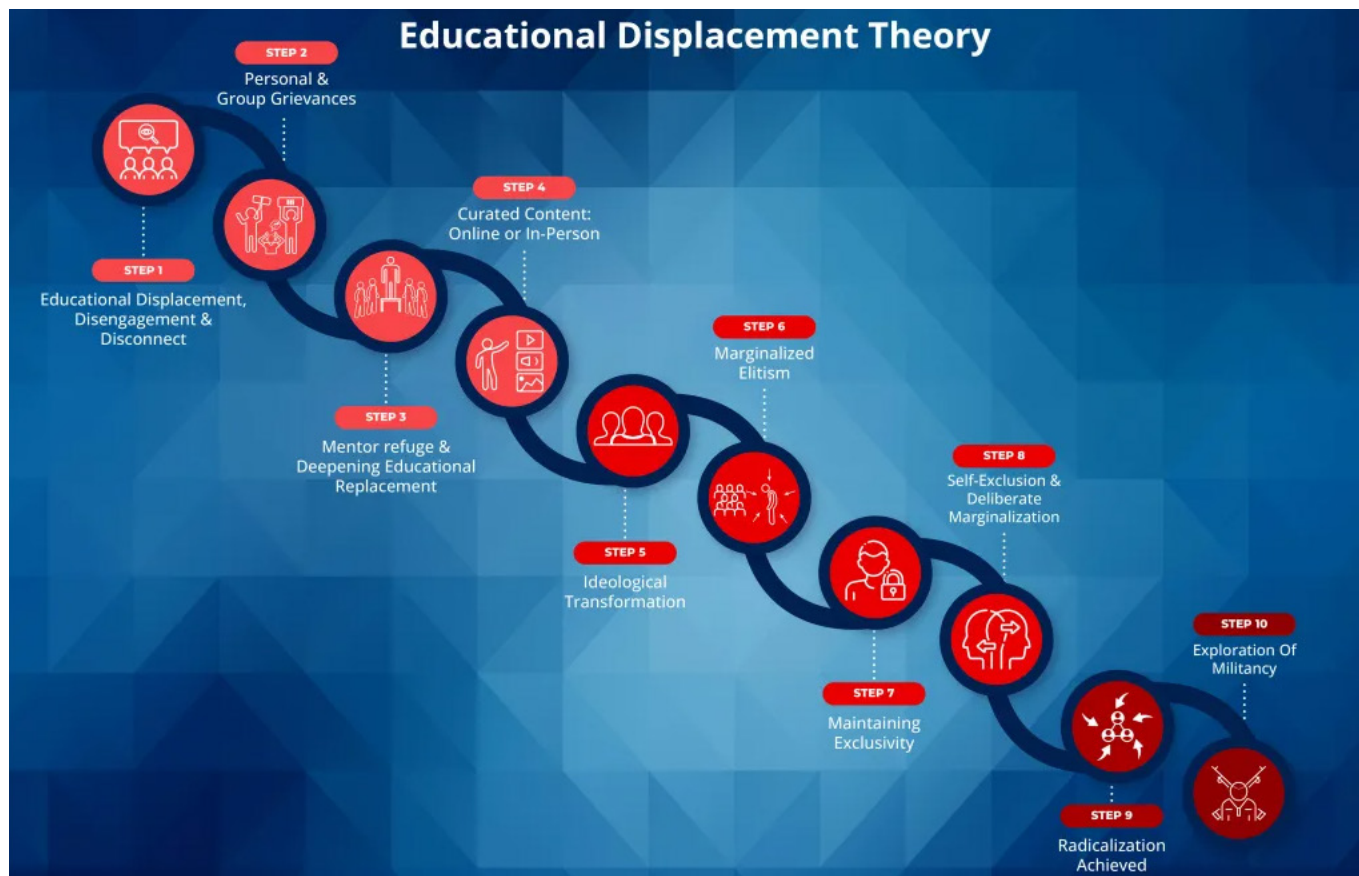 Educational Displacement Theory
STEP 1
Educational Displacement,
Disengagement &
Disconnect
STEP 2
Personal &
Group Grievances
STEP 3
Mentor refuge &
Deepening Educational
Replacement
STEP 4
Curated Content:
Online or In-Person
STEP 5
Ideological
Transformation
STEP 6
Marginalized
Elitism
STEP 7
Maintaining
Exclusivity
STEP 8
Self-Exclusion &
Deliberate
Marginalization
STEP 9
Radicalization
Achieved
STEP 10
Exploration Of
Militancy